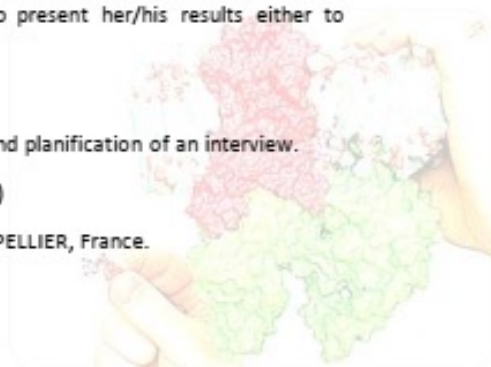 present her/his results either to
nd planification of an interview.
)
PELLIER, France.